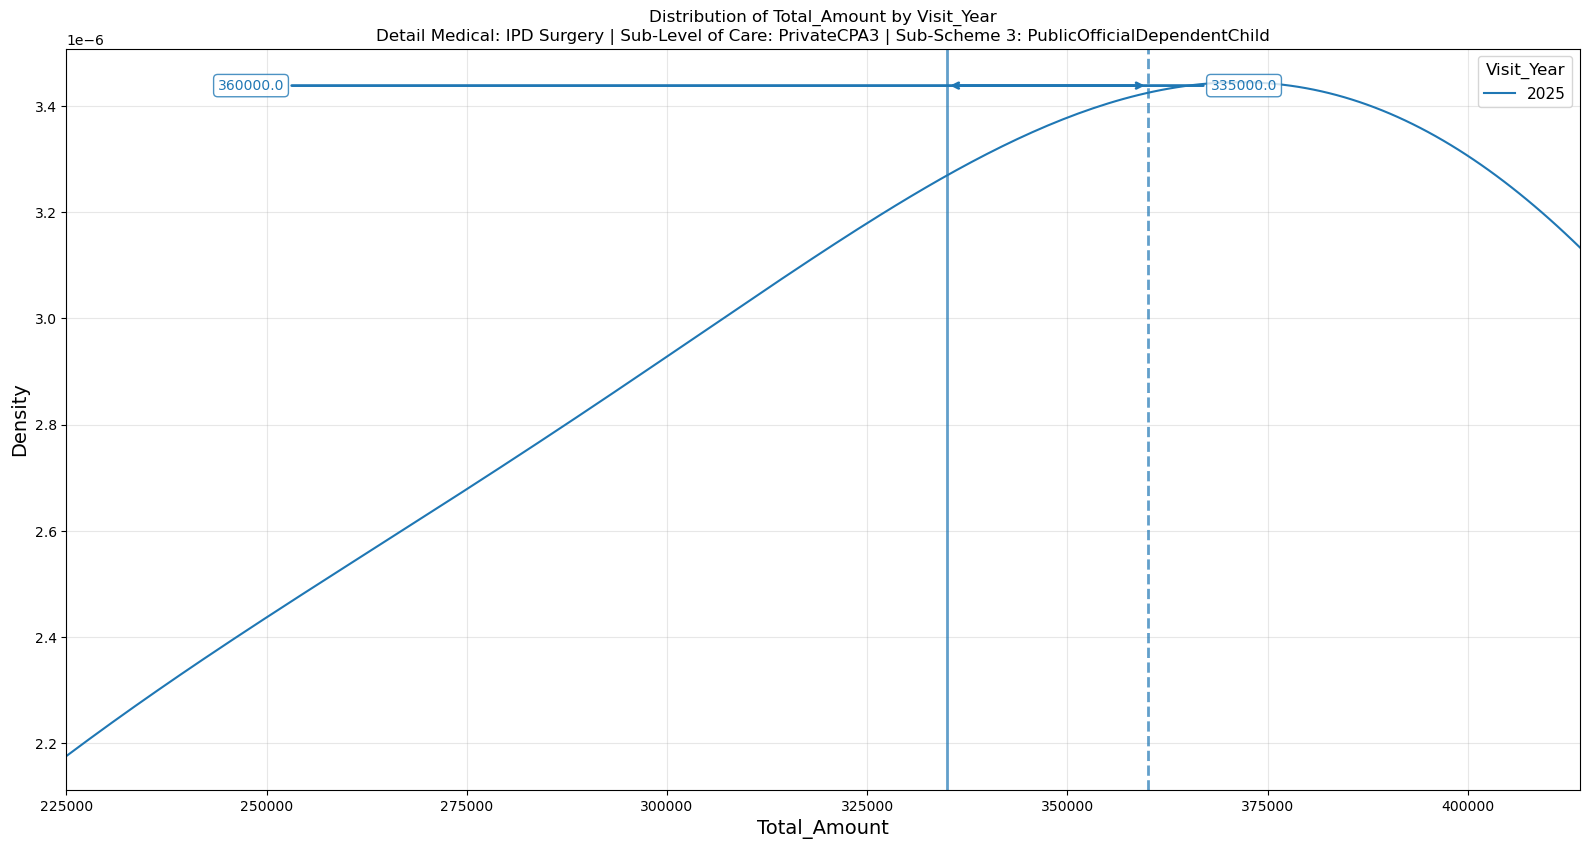 Distribution of Total_Amount by Visit_Year
Detail Medical: IPD Surgery | Sub-Level of Care: PrivateCPA3 | Sub-Scheme 3: PublicOfficialDependentChild
1e−6
360000.0
335000.0
Visit_Year
2025
3.4
3.2
3.0
2.8
2.6
2.4
2.2
Density
225000 250000 275000 300000 325000 350000 375000 400000
Total_Amount